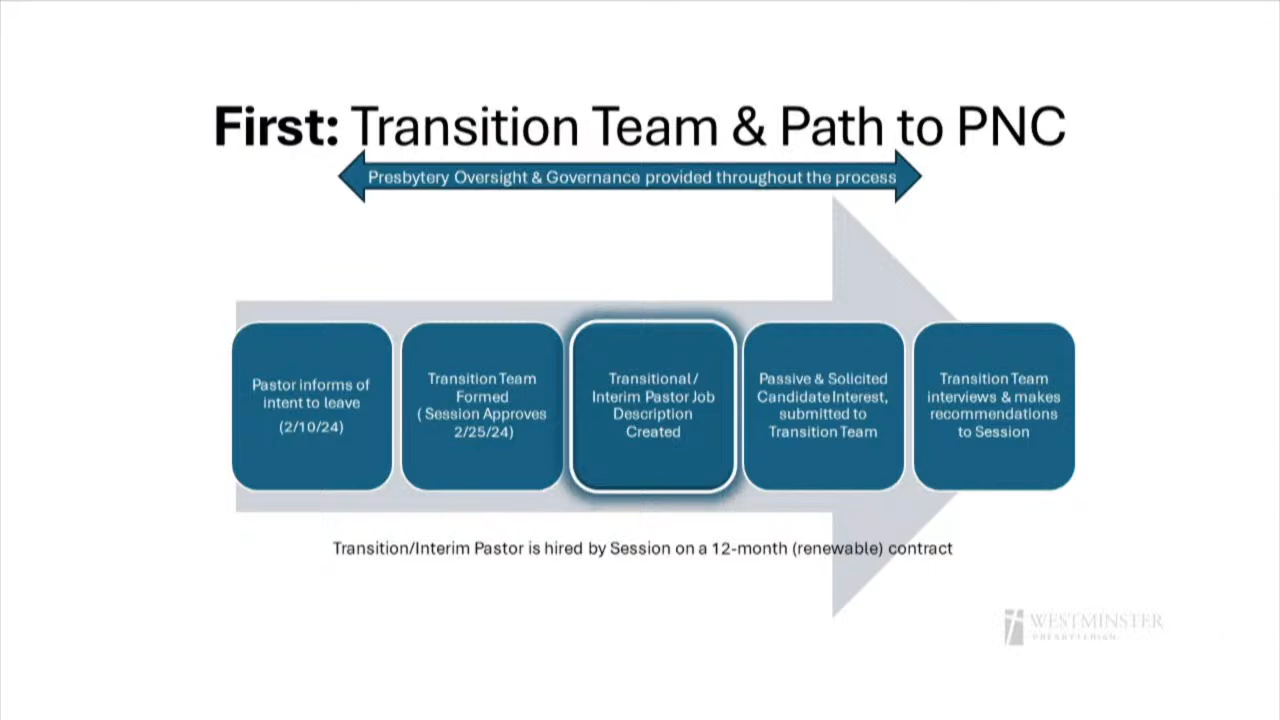 First: Transition Team & Path to PNC
Presbytery Oversight & Governance provided throughout the process
Pastor informs of
intent to leave
(2/10/24)
Transition Team
Formed
( Session Approves
2/25/24)
Transitional /
Interim Pastor Job
Description
Created
Passive & Solicited
Candidate Interest,
submitted to
Transition Team
Transition Team
interviews & makes
recommendations
to Session
Transition/Interim Pastor is hired by Session on a 12-month (renewable) contract
WESTMINSTER
PRESBYTERIAN